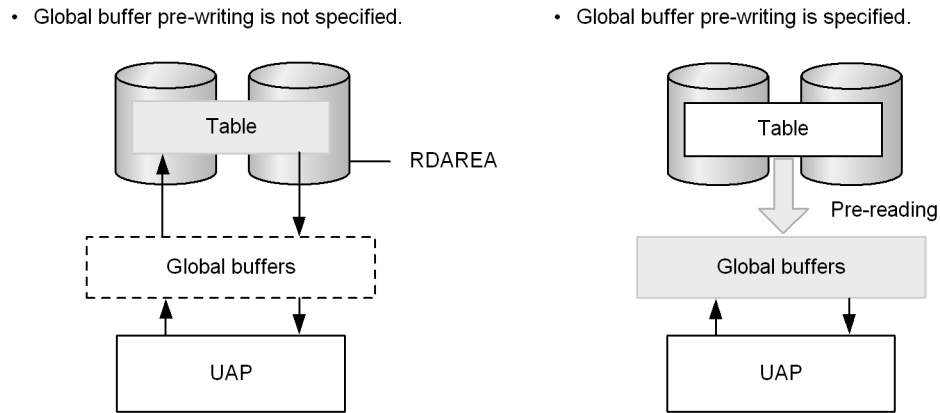 • Global buffer pre-writing is not specified.
Table
RDAREA
Global buffers
UAP
• Global buffer pre-writing is specified.
Table
Pre-reading
Global buffers
UAP